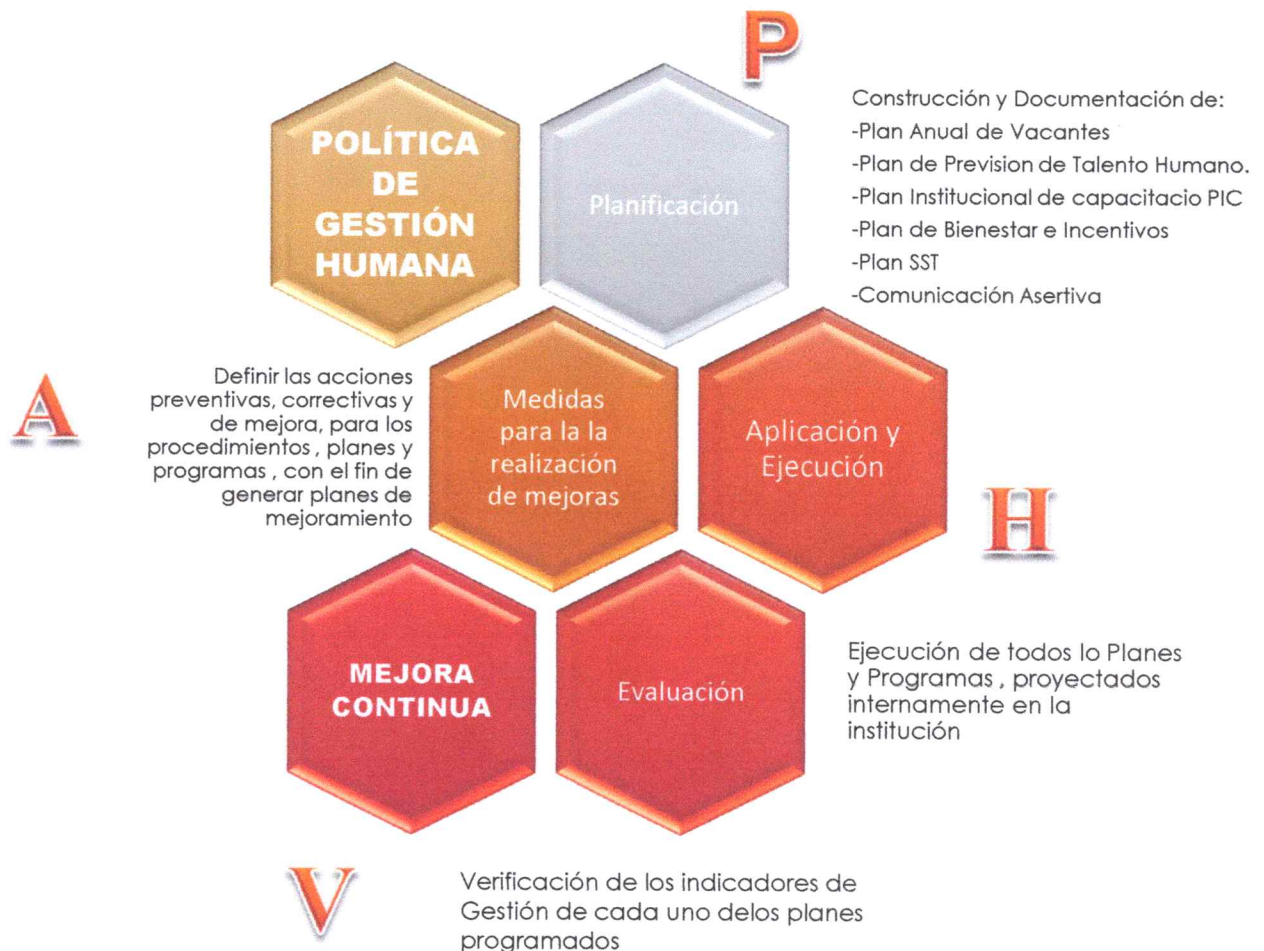 P
POLÍTICA
DE
GESTIÓN
HUMANA
Planificación
Construcción y Documentación de:
-Plan Anual de Vacantes
-Plan de Prevision de Talento Humano.
-Plan Institucional de capacitacio PIC
-Plan de Bienestar e Incentivos
-Plan SST
-Comunicación Asertiva
A
Definir las acciones
preventivas, correctivas y
de mejora, para los
procedimientos , planes y
programas , con el fin de
generar planes de
mejoramiento
Medidas
para la la
realización
de mejoras
Aplicación y
Ejecución
H
MEJORA
CONTINUA
Evaluación
Ejecución de todos lo Planes
y Programas , proyectados
internamente en la
institución
V
Verificación de los indicadores de
Gestión de cada uno delos planes
programados